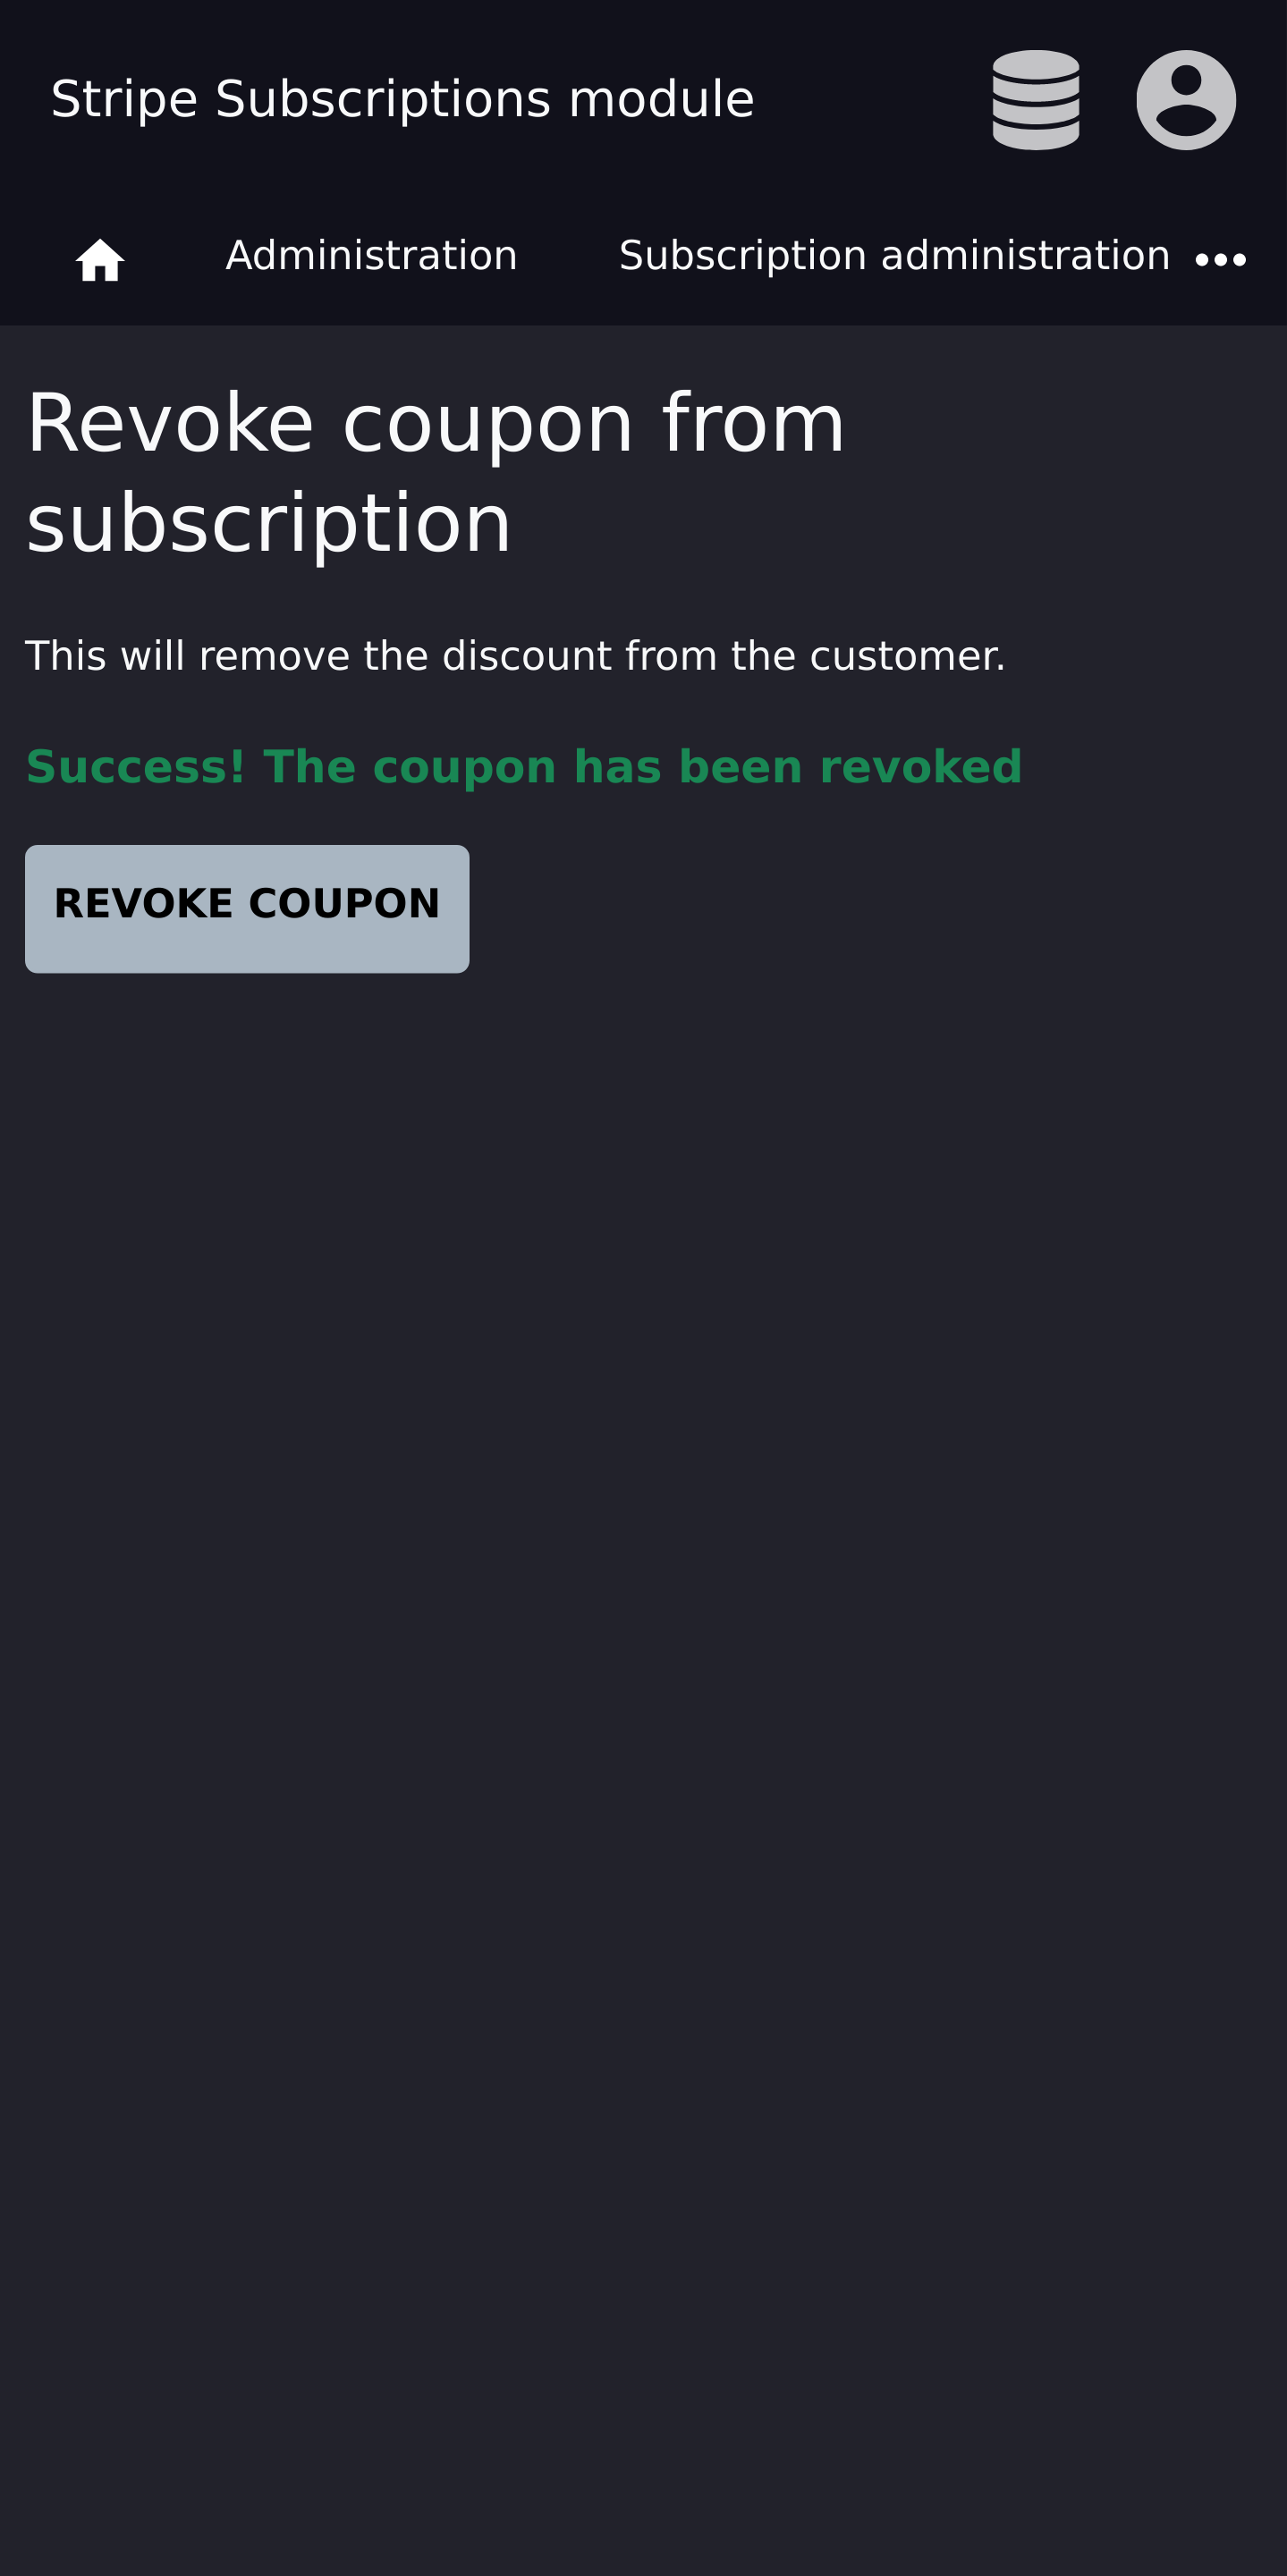 Stripe Subscriptions module
Administration Subscription administration
Revoke coupon from
subscription
This will remove the discount from the customer.
Success! The coupon has been revoked
REVOKE COUPON